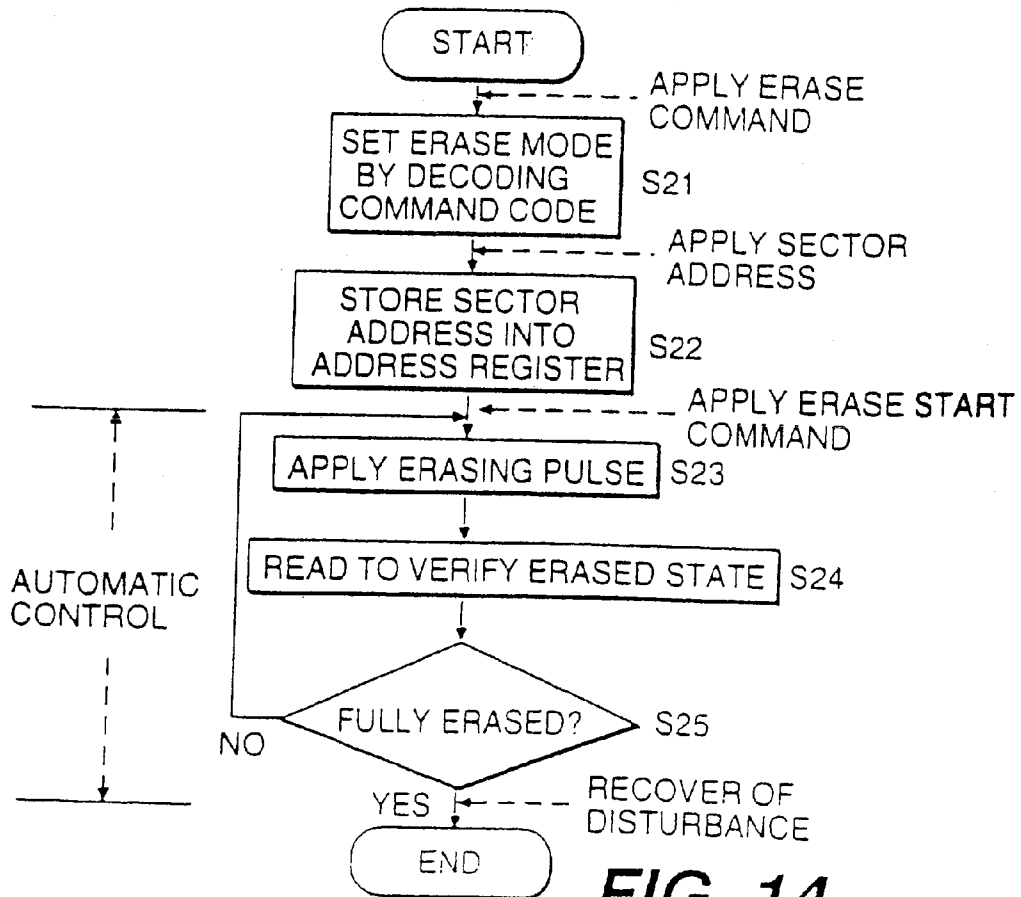 START
APPLY ERASE
COMMAND
SET ERASE MODE
BY DECODING
COMMAND CODE
S21
APPLY SECTOR
ADDRESS
STORE SECTOR
ADDRESS INTO
ADDRESS REGISTER
S22
APPLY ERASE START
COMMAND
APPLY ERASING PULSE
S23
READ TO VERIFY ERASED STATE
S24
AUTOMATIC
CONTROL
FULLY ERASED?
S25
NO
YES
RECOVER OF
DISTURBANCE
END
FIG. 14